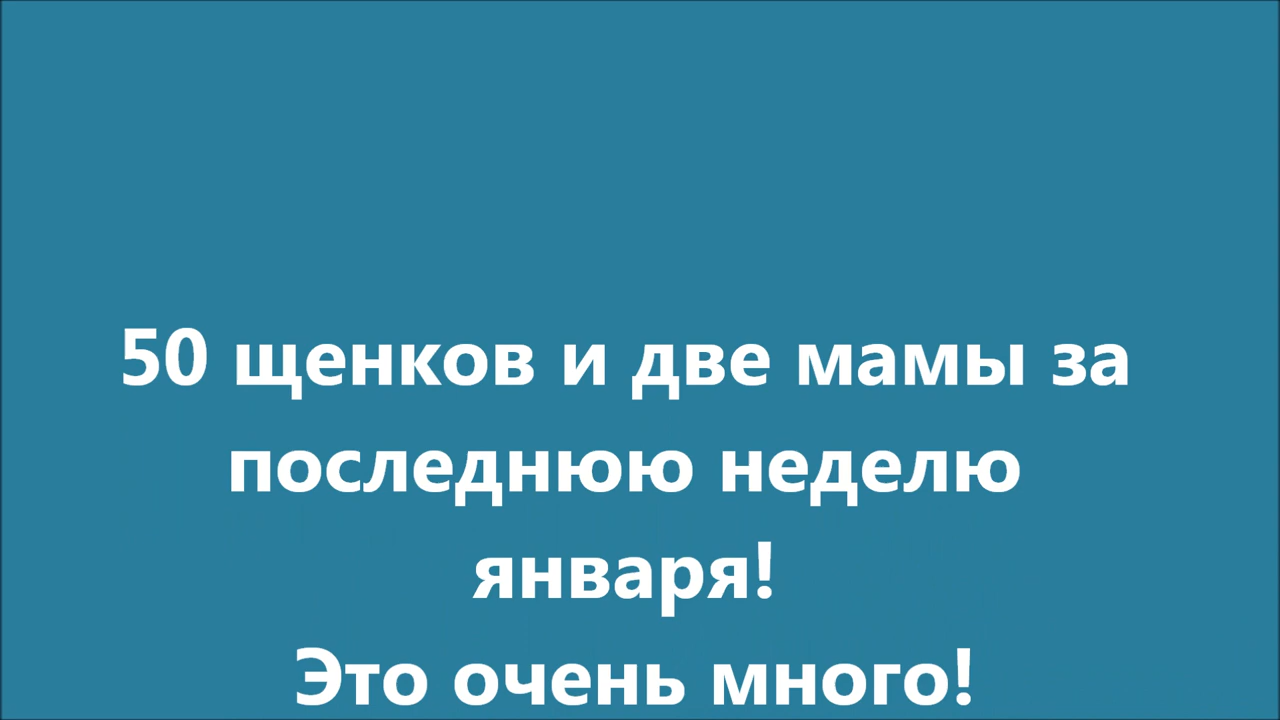 50 щенков и две мамы за
последнюю неделю
января!
Это очень много!